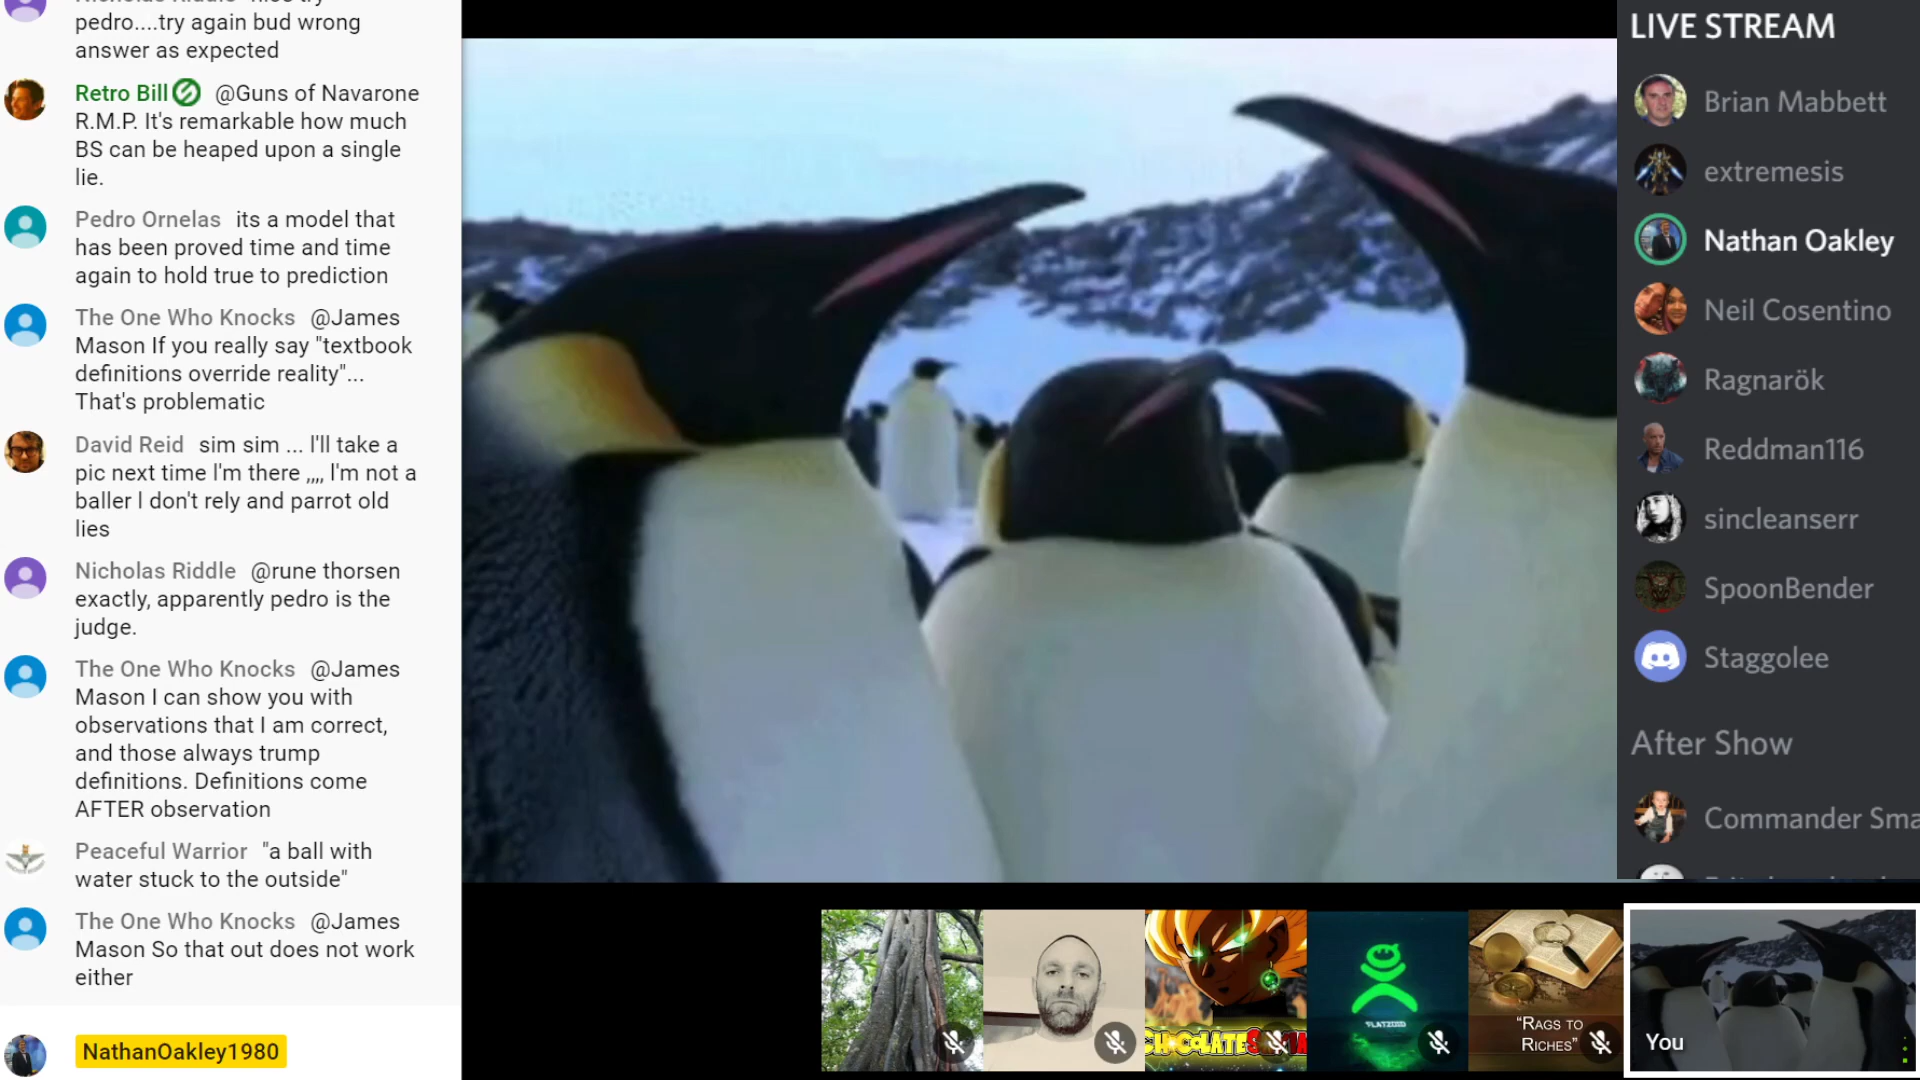 pedro....try again bud wrong
answer as expected
Retro Bill @Guns of Navarone
R.M.P. It's remarkable how much
BS can be heaped upon a single
lie.
Pedro Ornelas its a model that
has been proved time and time
again to hold true to prediction
The One Who Knocks @James
Mason If you really say "textbook
definitions override reality"...
That's problematic
David Reid sim sim ... I'll take a
pic next time I'm there ,,,, I'm not a
baller I don't rely and parrot old
lies
Nicholas Riddle @rune thorsen
exactly, apparently pedro is the
judge.
The One Who Knocks @James
Mason I can show you with
observations that I am correct,
and those always trump
definitions. Definitions come
AFTER observation
Peaceful Warrior "a ball with
water stuck to the outside"
The One Who Knocks @James
Mason So that out does not work
either
NathanOakley1980
LIVE STREAM
Brian Mabbett
extremesis
Nathan Oakley
Neil Cosentino
Ragnarök
Reddman116
sincleanserr
SpoonBender
Staggolee
After Show
Commander Sma
FLATZOID
"RAGS TO
RICHES"
You